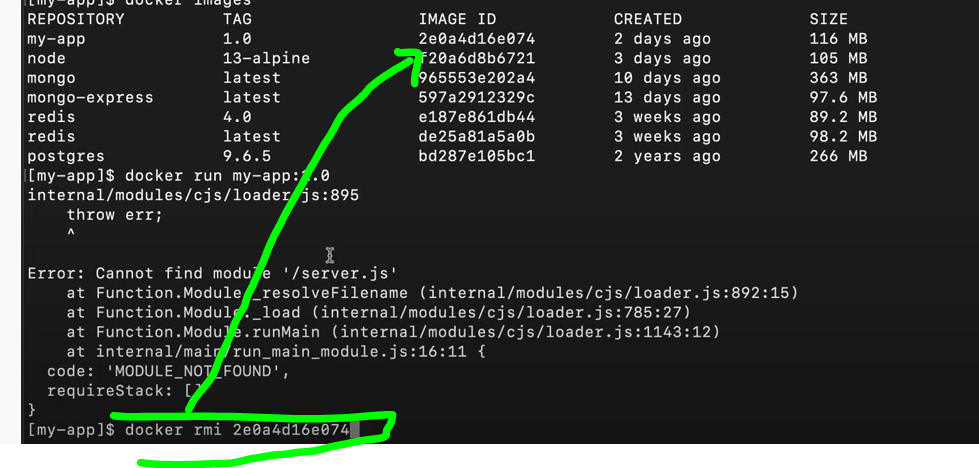 [[my-app]$ docker images
REPOSITORY TAG IMAGE ID CREATED SIZE
my-app 1.0 2e0a4d16e074 2 days ago 116 MB
node 13-alpine f20a6d8b6721 3 days ago 105 MB
mongo latest 965553e202a4 10 days ago 363 MB
mongo-express latest 597a2912329c 13 days ago 97.6 MB
redis 4.0 e187e861db44 3 weeks ago 89.2 MB
redis latest de25a81a5a0b 3 weeks ago 98.2 MB
postgres 9.6.5 bd287e105bc1 2 years ago 266 MB
[[my-app]$ docker run my-app:1.0
internal/modules/cjs/loader.js:895
throw err;
^
Error: Cannot find module '/server.js'
at Function.Module._resolveFilename (internal/modules/cjs/loader.js:892:15)
at Function.Module._load (internal/modules/cjs/loader.js:785:27)
at Function.Module.runMain (internal/modules/cjs/loader.js:1143:12)
at internal/main/run_main_module.js:16:11 {
code: 'MODULE_NOT_FOUND',
requireStack: []
}
[my-app]$ docker rmi 2e0a4d16e074